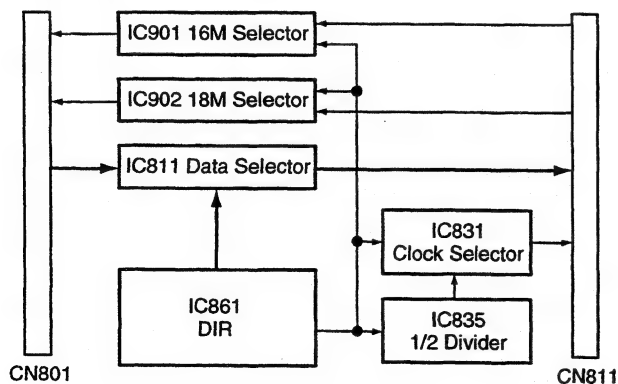 IC901 16M Selector
IC902 18M Selector
IC811 Data Selector
IC831
Clock Selector
IC861
DIR
IC835
1/2 Divider
CN801
CN811